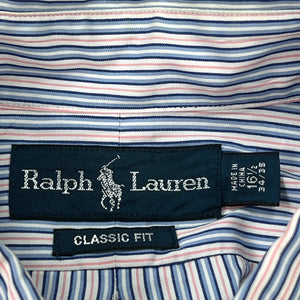 Ralph Lauren
MADE IN
CHINA
16½
34/35
CLASSIC FIT